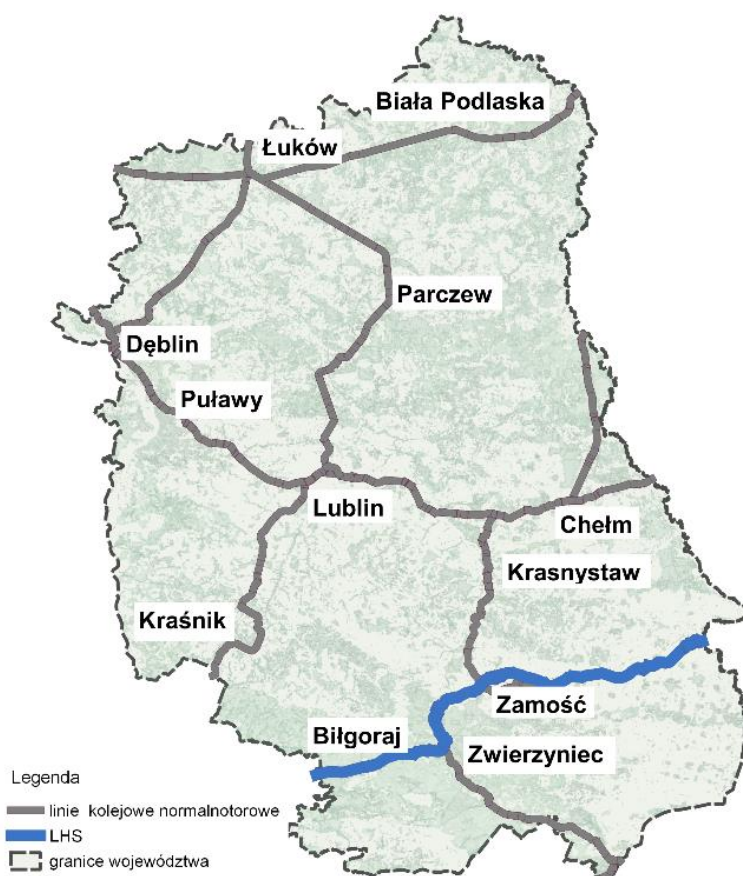 Biała Podlaska
Łuków
Parczew
Dęblin
Puławy
Lublin
Chełm
Krasnystaw
Kraśnik
Zamość
Biłgoraj
Zwierzyniec
Legenda
linie kolejowe normalnotorowe
LHS
granice województwa